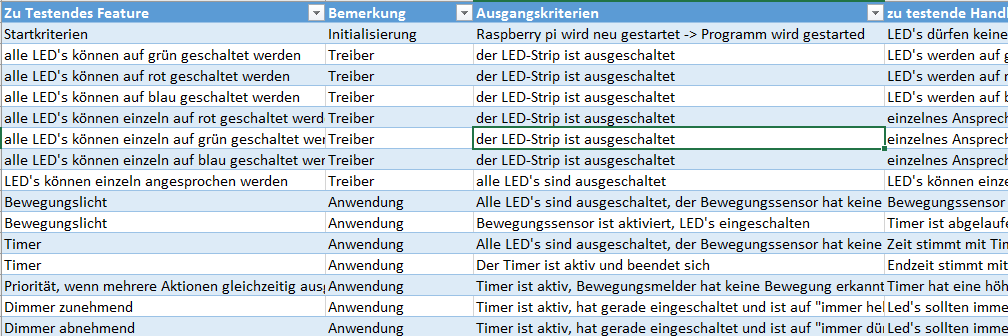 Zu Testendes Feature Bemerkung Ausgangskriterien zu testende Handl
Startkriterien Initialisierung Raspberry pi wird neu gestartet -> Programm wird gestarted LED's dürfen keine
alle LED's können auf grün geschaltet werden Treiber der LED-Strip ist ausgeschaltet LED's werden auf g
alle LED's können auf rot geschaltet werden Treiber der LED-Strip ist ausgeschaltet LED's werden auf r
alle LED's können auf blau geschaltet werden Treiber der LED-Strip ist ausgeschaltet LED's werden auf b
alle LED's können einzeln auf rot geschaltet werd Treiber der LED-Strip ist ausgeschaltet einzelnes Ansprech
alle LED's können einzeln auf grün geschaltet wer Treiber der LED-Strip ist ausgeschaltet einzelnes Ansprech
alle LED's können einzeln auf blau geschaltet wer Treiber der LED-Strip ist ausgeschaltet einzelnes Ansprech
LED's können einzeln angesprochen werden Treiber alle LED's sind ausgeschaltet LED's können einze
Bewegungslicht Anwendung Alle LED's sind ausgeschaltet, der Bewegungssensor hat keine Bewegungssensor
Bewegungslicht Anwendung Bewegungssensor ist aktiviert, LED's eingeschalten Timer ist abgelaufe
Timer Anwendung Alle LED's sind ausgeschaltet, der Bewegungssensor hat keine Zeit stimmt mit Tim
Timer Anwendung Der Timer ist aktiv und beendet sich Endzeit stimmt mit
Priorität, wenn mehrere Aktionen gleichzeitig ausg Anwendung Timer ist aktiv, Bewegungsmelder hat keine Bewegung erkannt Timer hat eine höh
Dimmer zunehmend Anwendung Timer ist aktiv, hat gerade eingeschaltet und ist auf "immer hel Led's sollten imme
Dimmer abnehmend Anwendung Timer ist aktiv, hat gerade eingeschaltet und ist auf "immer dü Led's sollten imme